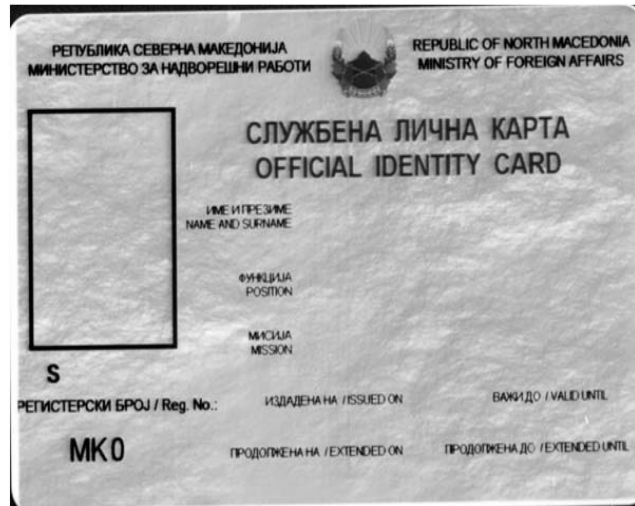 РЕПУБЛИКА СЕВЕРНА МАКЕДОНИЈА
МИНИСТЕРСТВО ЗА НАДВОРЕШНИ РАБОТИ
REPUBLIC OF NORTH MACEDONIA
MINISTRY OF FOREIGN AFFAIRS
СЛУЖБЕНА ЛИЧНА КАРТА
OFFICIAL IDENTITY CARD
ИМЕ И ПРЕЗИМЕ
NAME AND SURNAME
ФУНКЦИЈА
POSITION
МИСИЈА
MISSION
S
РЕГИСТЕРСКИ БРОЈ / Reg. No.:
MK0
ИЗДАДЕНА НА / ISSUED ON
ВАЖИ ДО / VALID UNTIL
ПРОДОЛЖЕНА НА / EXTENDED ON
ПРОДОЛЖЕНА ДО / EXTENDED UNTIL